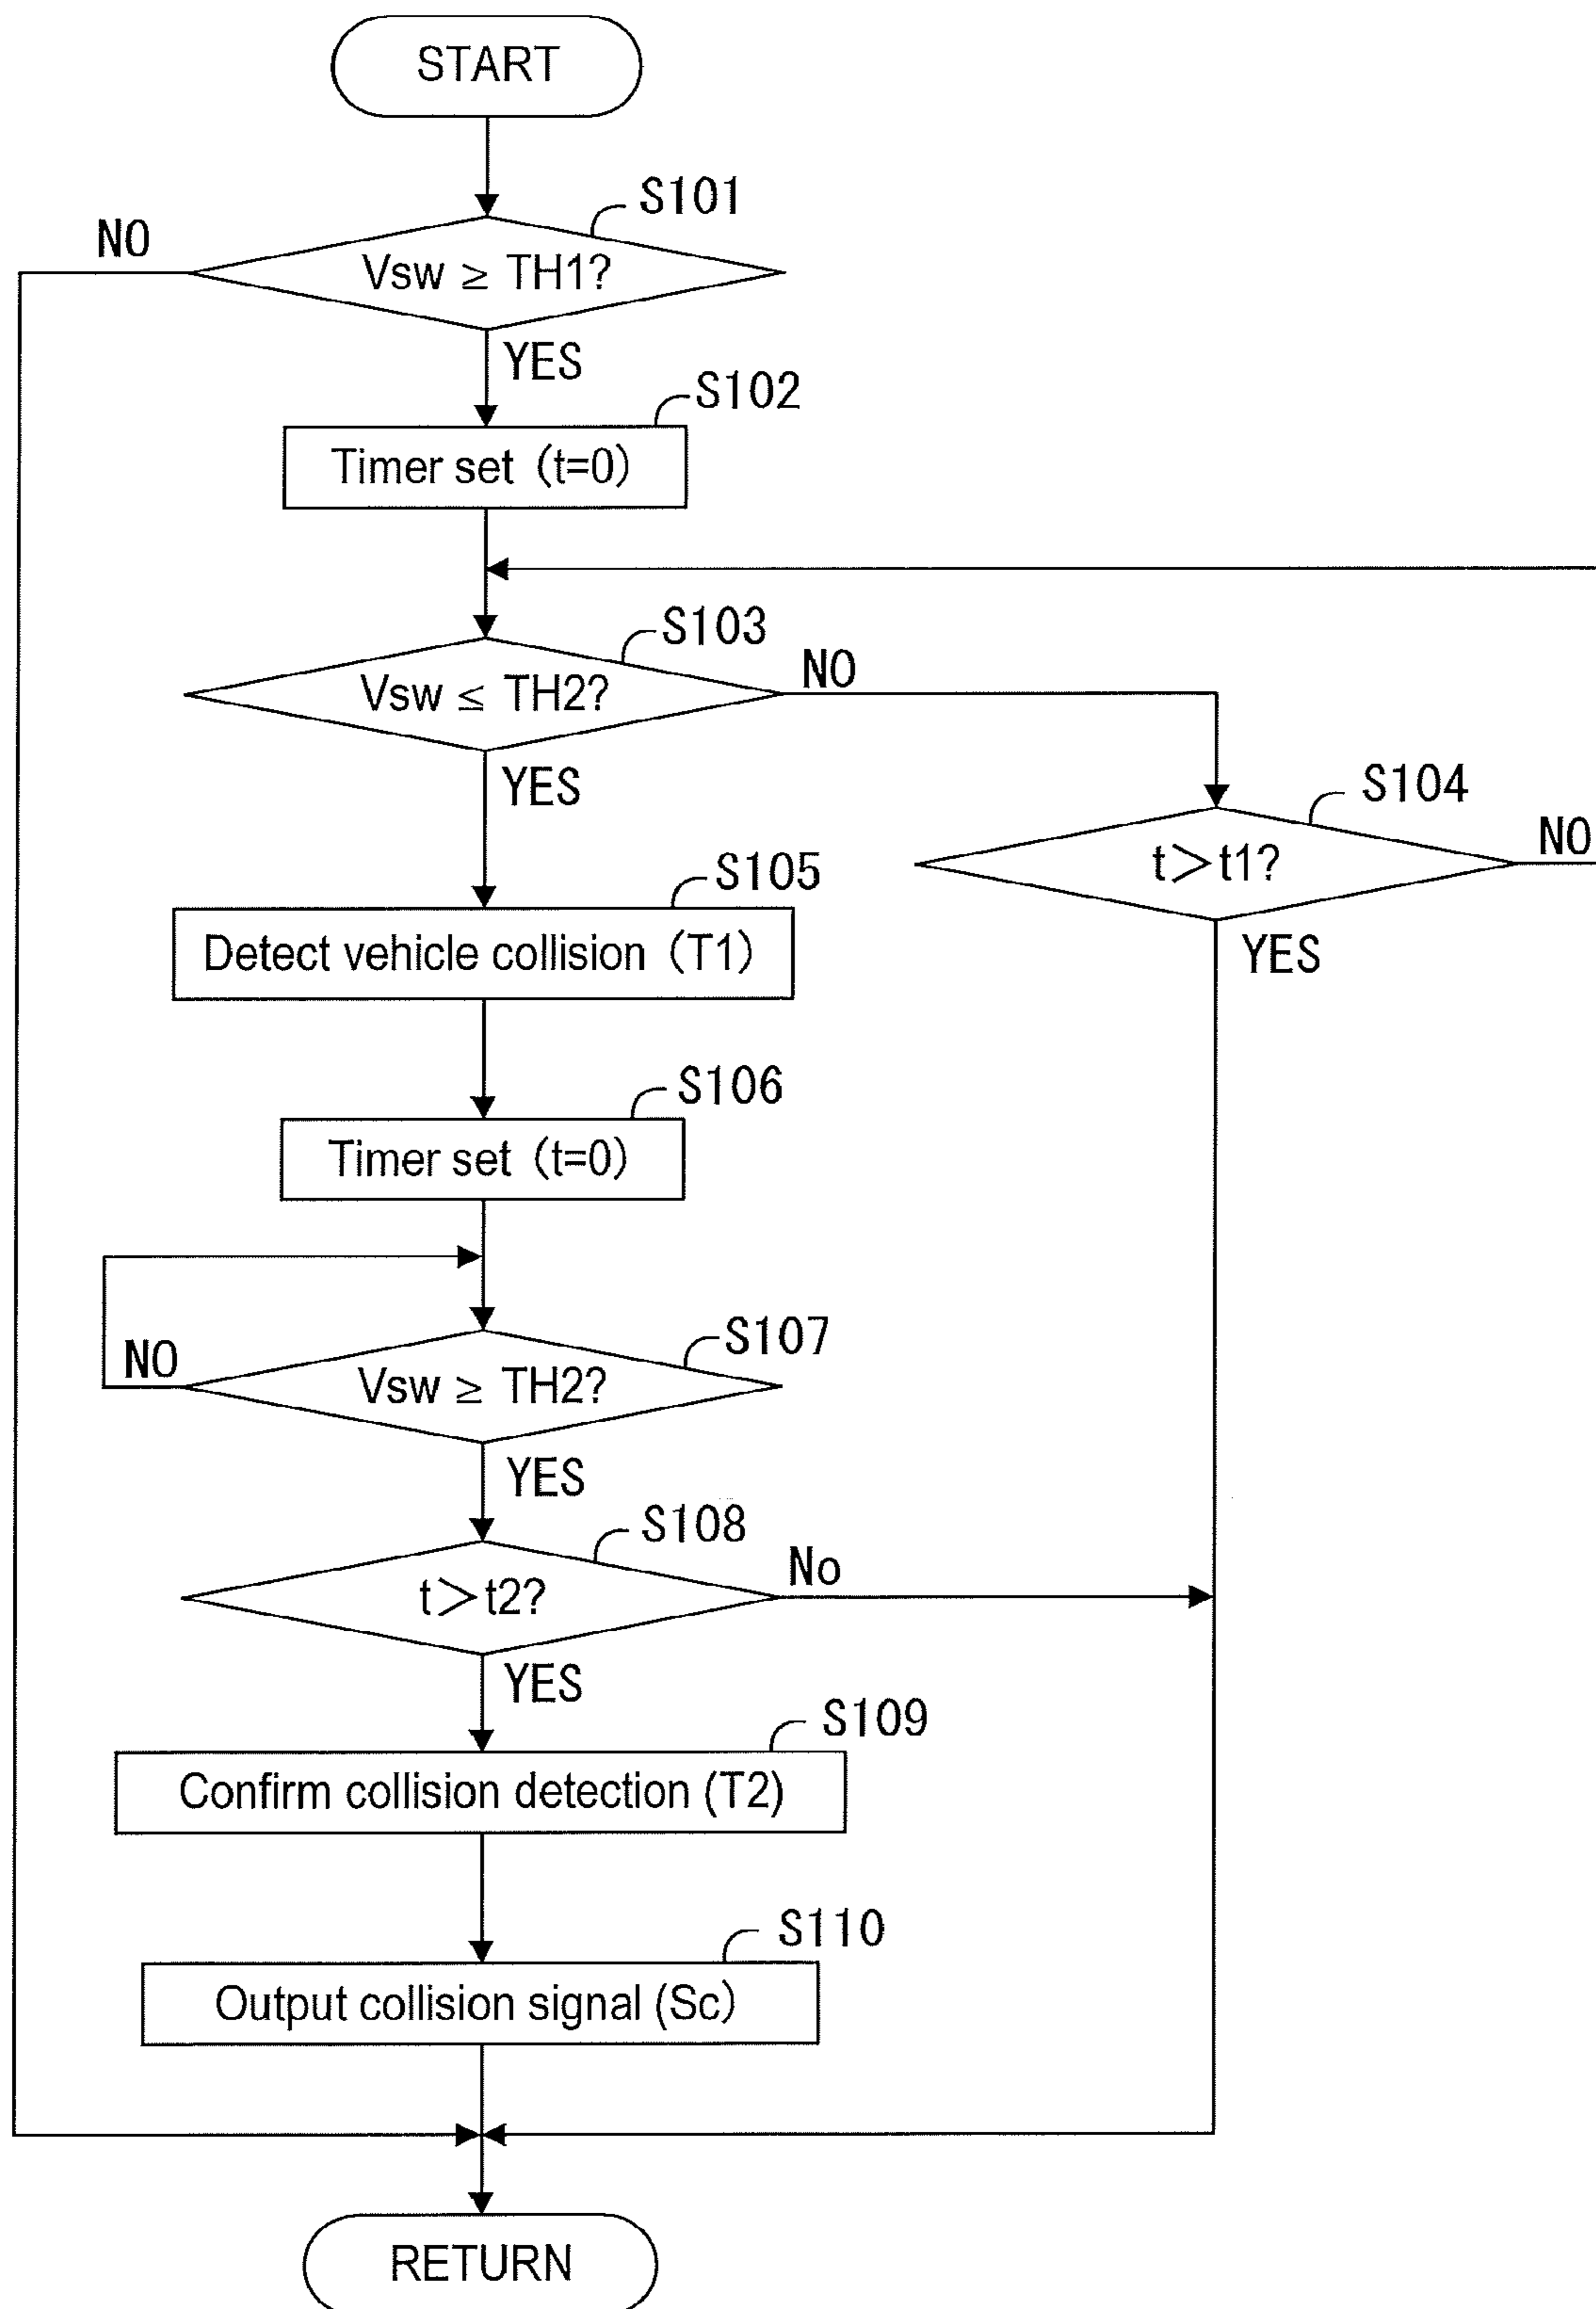 START
S101
NO
Vsw ≥ TH1?
YES
S102
Timer set (t=0)
S103
Vsw ≤ TH2?
NO
YES
S104
t＞t1?
NO
YES
S105
Detect vehicle collision (T1)
S106
Timer set (t=0)
S107
NO
Vsw ≥ TH2?
YES
S108
t＞t2?
No
YES
S109
Confirm collision detection (T2)
S110
Output collision signal (Sc)
RETURN